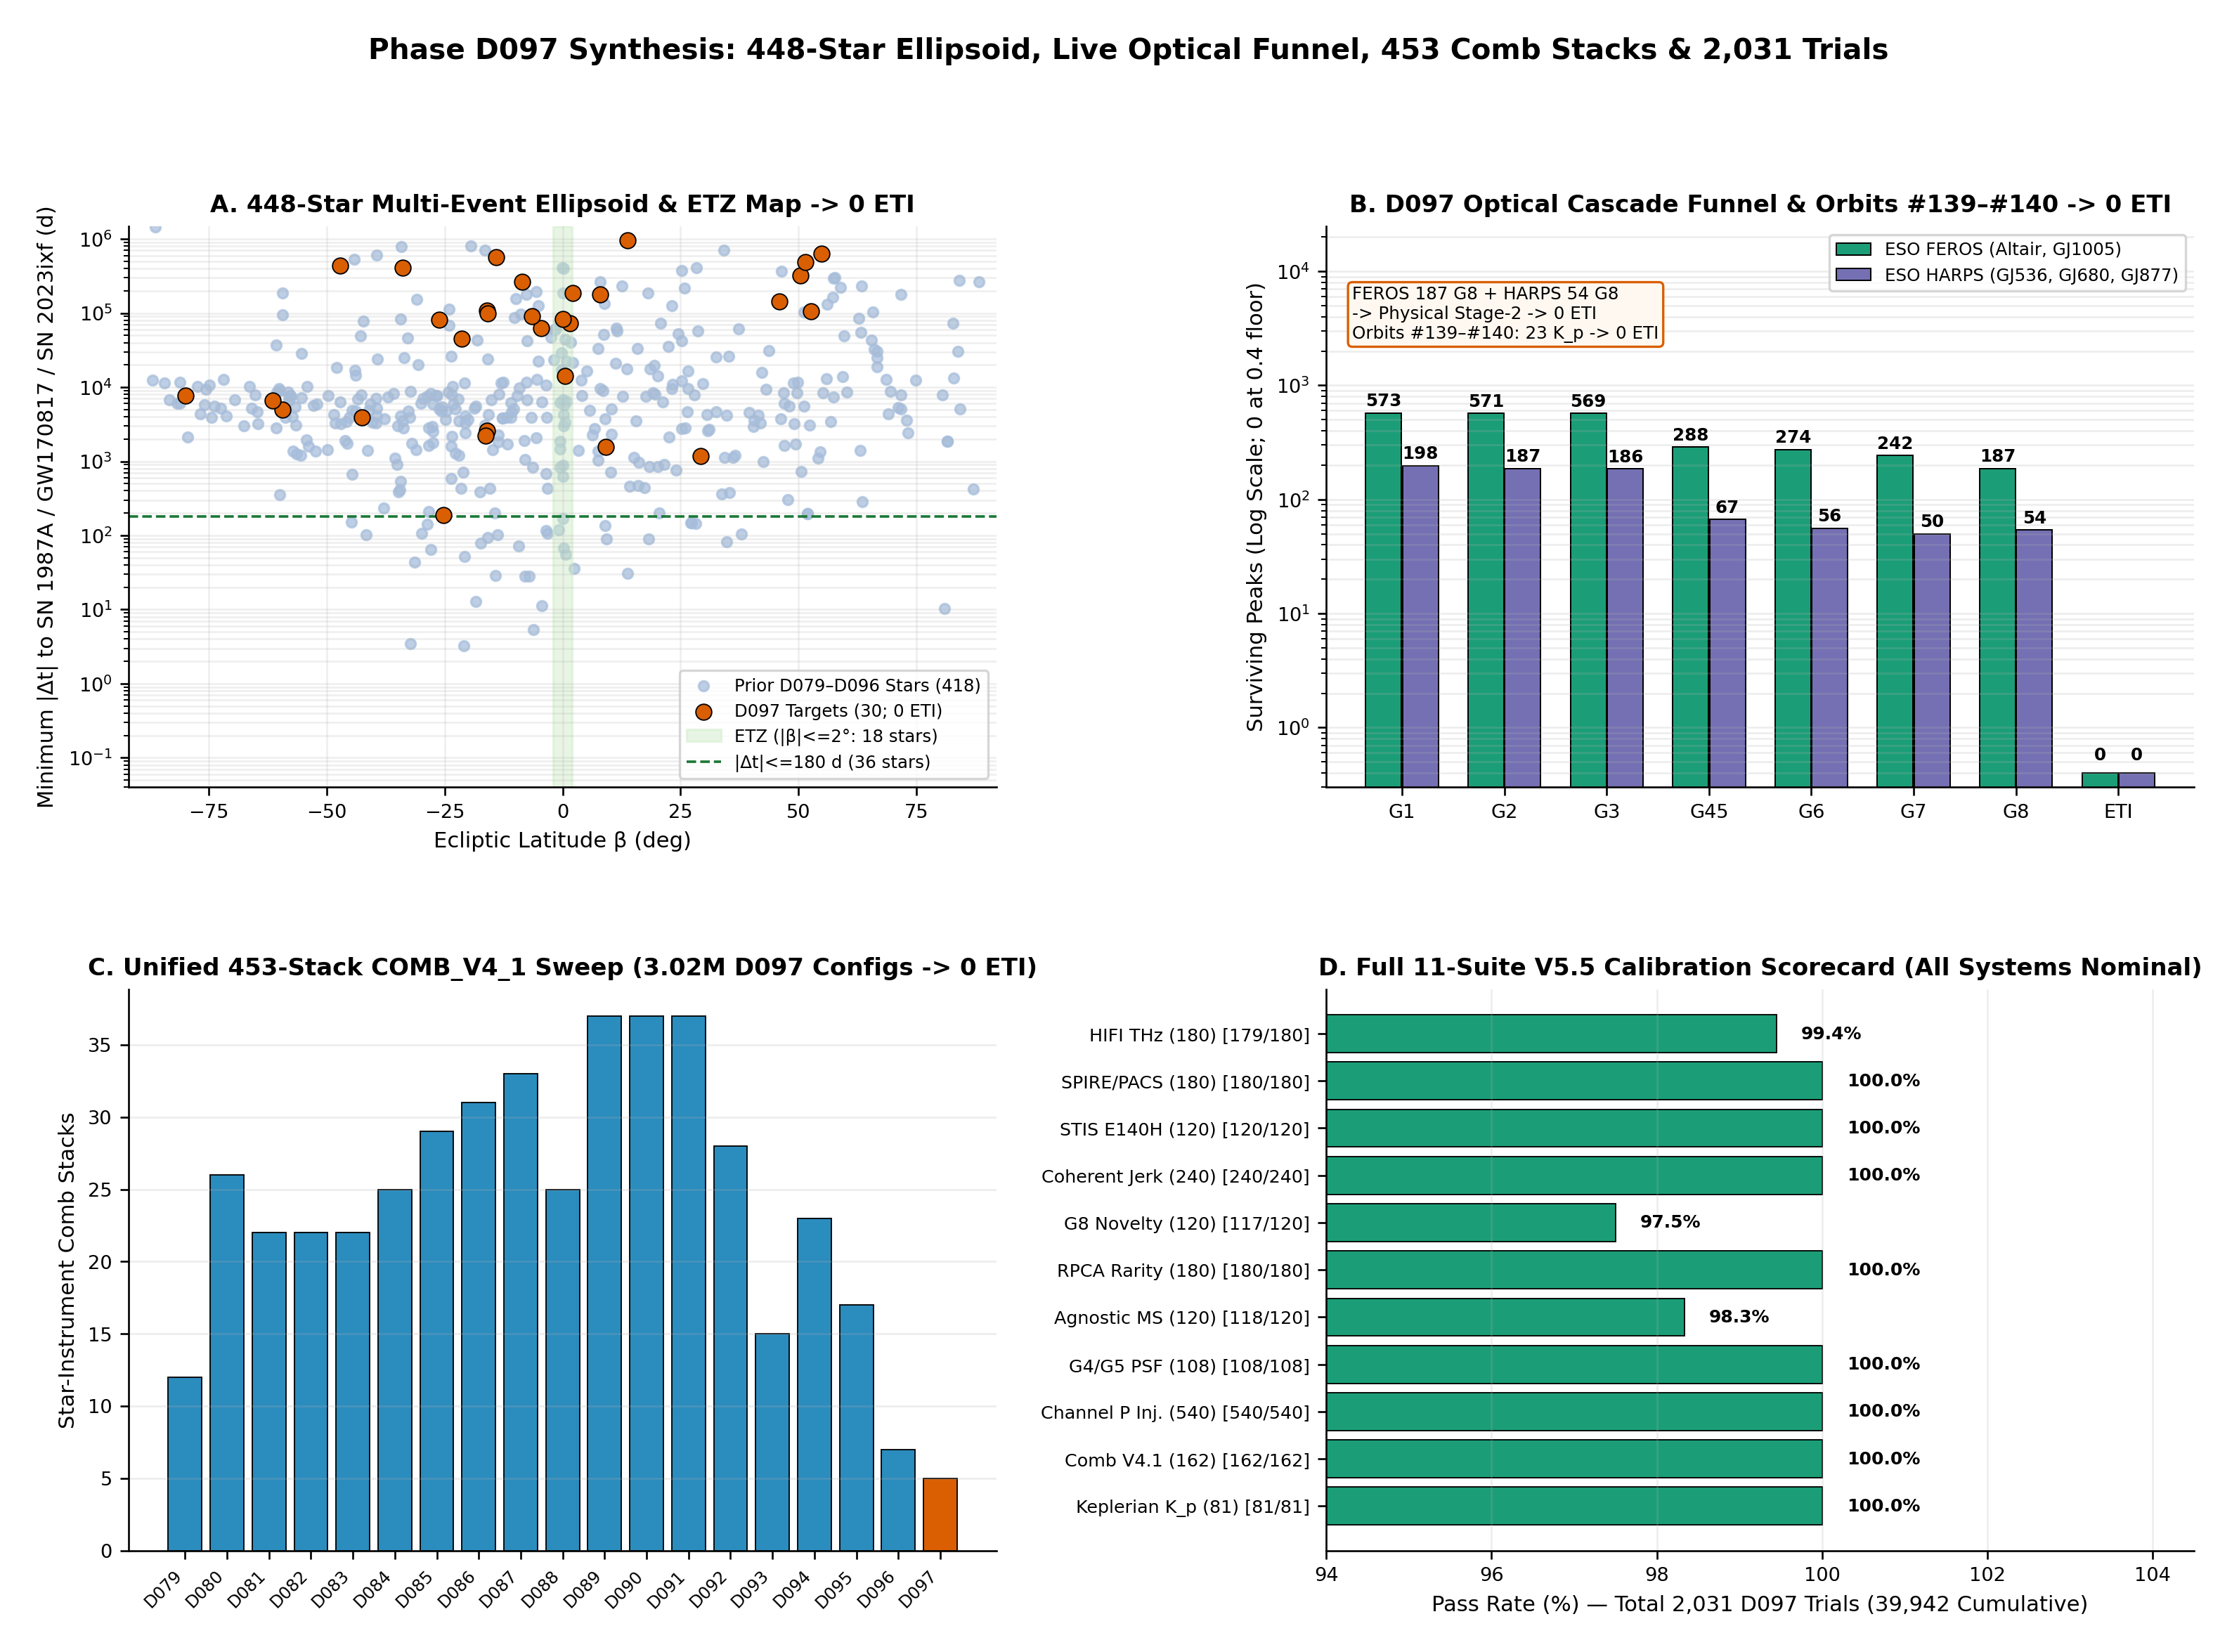 Phase D097 Synthesis: 448-Star Ellipsoid, Live Optical Funnel, 453 Comb Stacks & 2,031 Trials
A. 448-Star Multi-Event Ellipsoid & ETZ Map -> 0 ETI
Minimum |Δt| to SN 1987A / GW170817 / SN 2023ixf (d)
10⁶
10⁵
10⁴
10³
10²
10¹
10⁰
10⁻¹
Prior D079–D096 Stars (418)
D097 Targets (30; 0 ETI)
ETZ (|β|<=2°: 18 stars)
|Δt|<=180 d (36 stars)
−75
−50
−25
0
25
50
75
Ecliptic Latitude β (deg)
B. D097 Optical Cascade Funnel & Orbits #139–#140 -> 0 ETI
Surviving Peaks (Log Scale; 0 at 0.4 floor)
10⁴
10³
10²
10¹
10⁰
ESO FEROS (Altair, GJ1005)
ESO HARPS (GJ536, GJ680, GJ877)
FEROS 187 G8 + HARPS 54 G8
-> Physical Stage-2 -> 0 ETI
Orbits #139–#140: 23 K_p -> 0 ETI
573
198
571
187
569
186
288
67
274
56
242
50
187
54
0
0
G1
G2
G3
G45
G6
G7
G8
ETI
C. Unified 453-Stack COMB_V4_1 Sweep (3.02M D097 Configs -> 0 ETI)
Star-Instrument Comb Stacks
35
30
25
20
15
10
5
0
D079
D080
D081
D082
D083
D084
D085
D086
D087
D088
D089
D090
D091
D092
D093
D094
D095
D096
D097
D. Full 11-Suite V5.5 Calibration Scorecard (All Systems Nominal)
HIFI THz (180) [179/180]
99.4%
SPIRE/PACS (180) [180/180]
100.0%
STIS E140H (120) [120/120]
100.0%
Coherent Jerk (240) [240/240]
100.0%
G8 Novelty (120) [117/120]
97.5%
RPCA Rarity (180) [180/180]
100.0%
Agnostic MS (120) [118/120]
98.3%
G4/G5 PSF (108) [108/108]
100.0%
Channel P Inj. (540) [540/540]
100.0%
Comb V4.1 (162) [162/162]
100.0%
Keplerian K_p (81) [81/81]
100.0%
94
96
98
100
102
104
Pass Rate (%) — Total 2,031 D097 Trials (39,942 Cumulative)